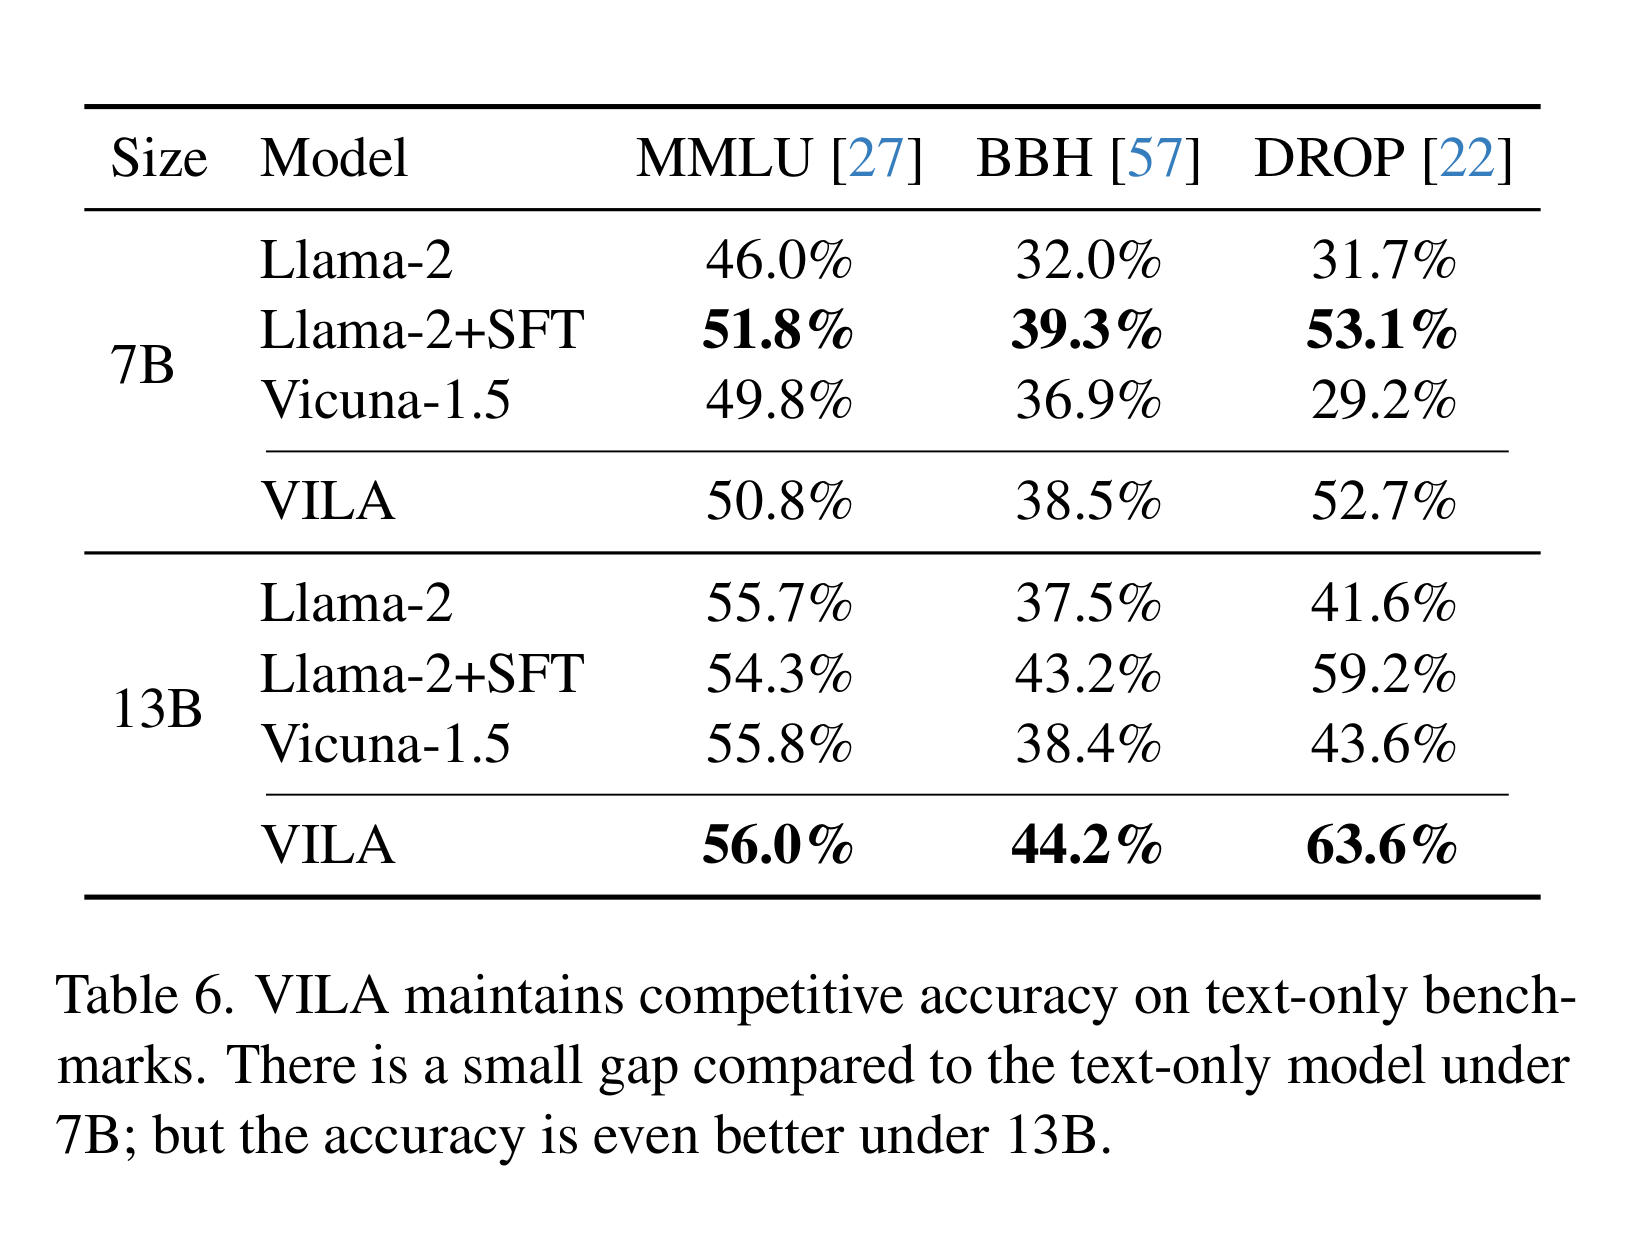 Size Model MMLU [27] BBH [57] DROP [22]
Llama-2 46.0% 32.0% 31.7%
Llama-2+SFT 51.8% 39.3% 53.1%
7B
Vicuna-1.5 49.8% 36.9% 29.2%
VILA 50.8% 38.5% 52.7%
Llama-2 55.7% 37.5% 41.6%
Llama-2+SFT 54.3% 43.2% 59.2%
13B
Vicuna-1.5 55.8% 38.4% 43.6%
VILA 56.0% 44.2% 63.6%
Table 6. VILA maintains competitive accuracy on text-only bench-
marks. There is a small gap compared to the text-only model under
7B; but the accuracy is even better under 13B.